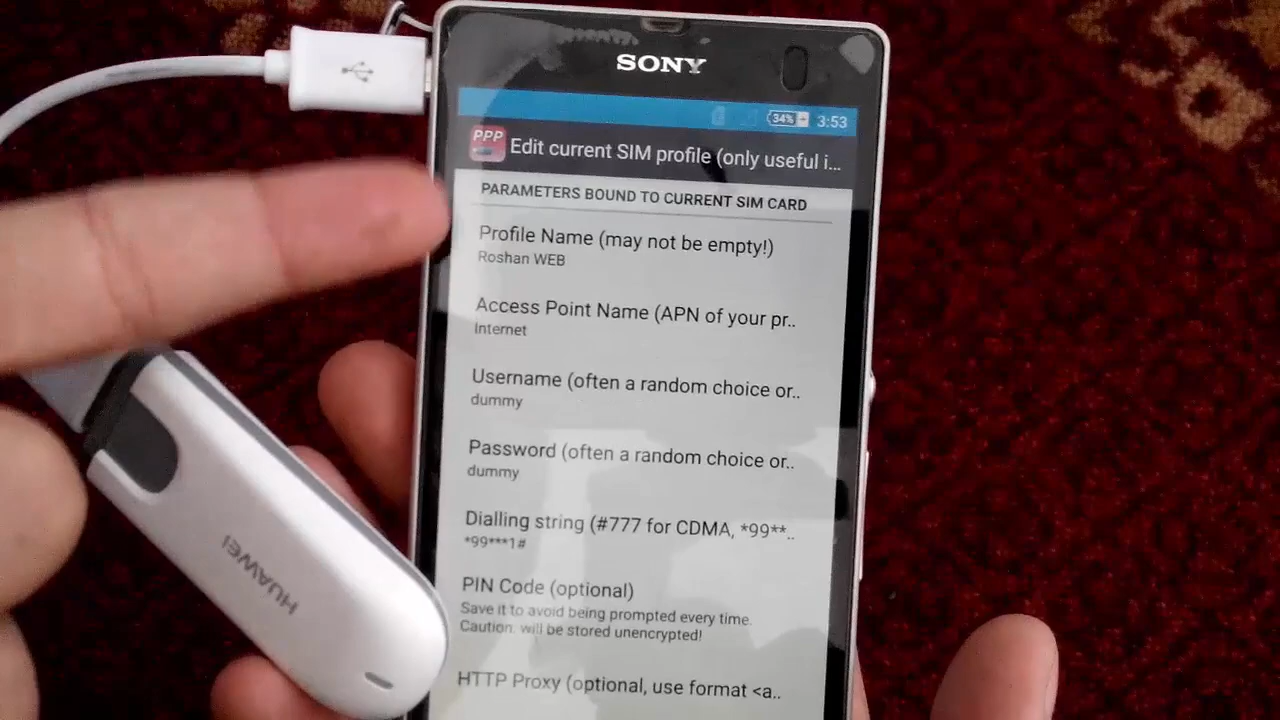 SONY
34%
3:53
PPP
Edit current SIM profile (only useful i...
PARAMETERS BOUND TO CURRENT SIM CARD
Profile Name (may not be empty!)
Roshan WEB
Access Point Name (APN of your pr..
Internet
Username (often a random choice or..
dummy
Password (often a random choice or..
dummy
Dialling string (#777 for CDMA, *99**..
*99***1#
PIN Code (optional)
Save it to avoid being prompted every time.
Caution: will be stored unencrypted!
HTTP Proxy (optional, use format <a..
HUAWEI